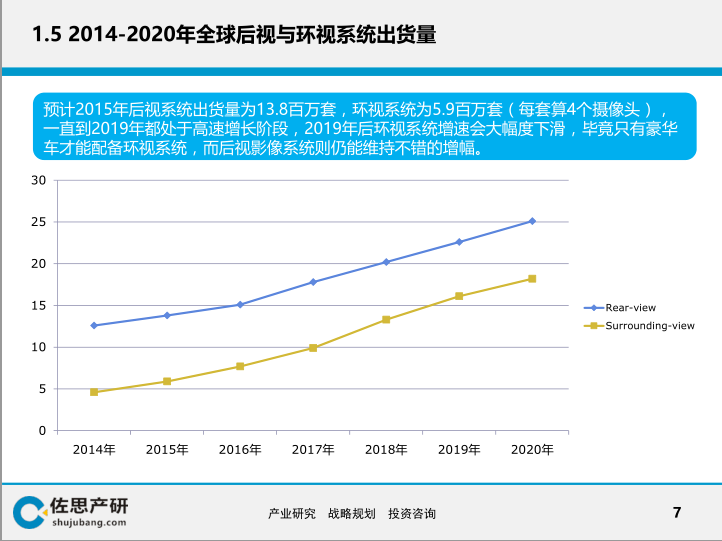 1.5 2014-2020年全球后视与环视系统出货量
预计2015年后视系统出货量为13.8百万套，环视系统为5.9百万套（每套算4个摄像头），
一直到2019年都处于高速增长阶段，2019年后环视系统增速会大幅度下滑，毕竟只有豪华
车才能配备环视系统，而后视影像系统则仍能维持不错的增幅。
30
25
20
15
10
5
0
2014年 2015年 2016年 2017年 2018年 2019年 2020年
Rear-view
Surrounding-view
佐思产研
shujubang.com
产业研究 战略规划 投资咨询
7